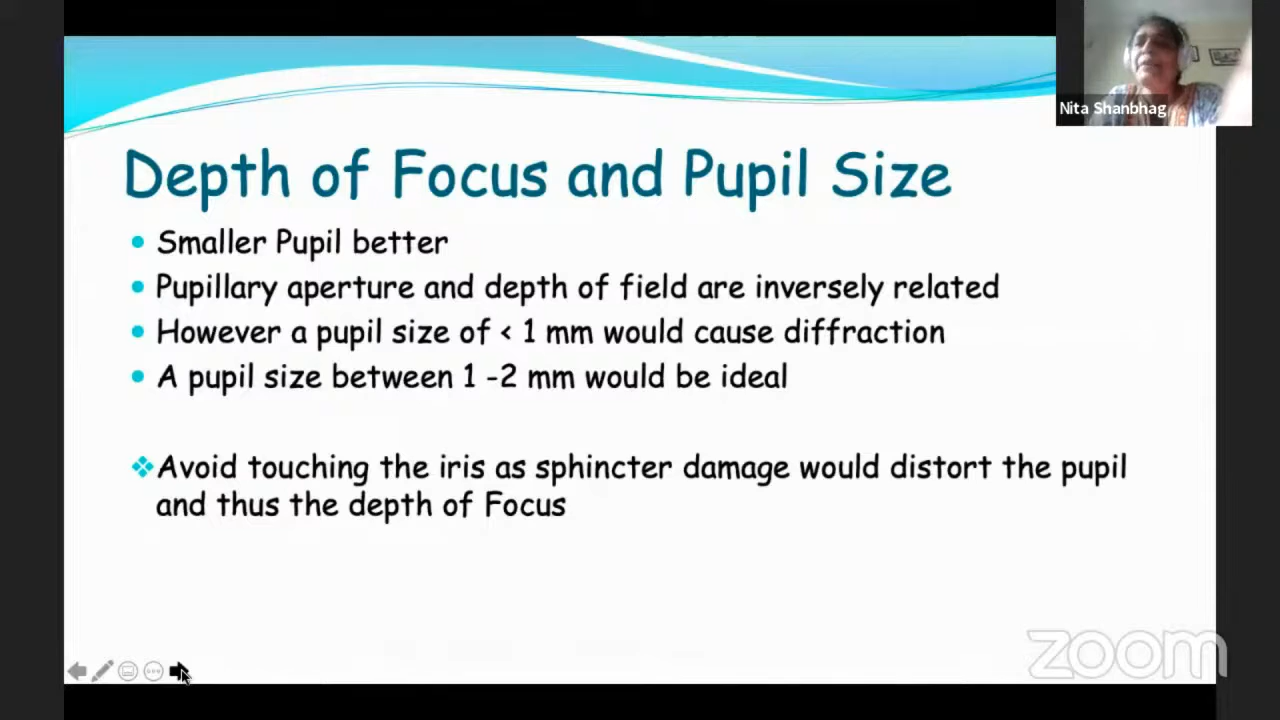 Nita Shanbhag
Depth of Focus and Pupil Size
Smaller Pupil better
Pupillary aperture and depth of field are inversely related
However a pupil size of < 1 mm would cause diffraction
A pupil size between 1 -2 mm would be ideal
Avoid touching the iris as sphincter damage would distort the pupil
and thus the depth of Focus
zoom